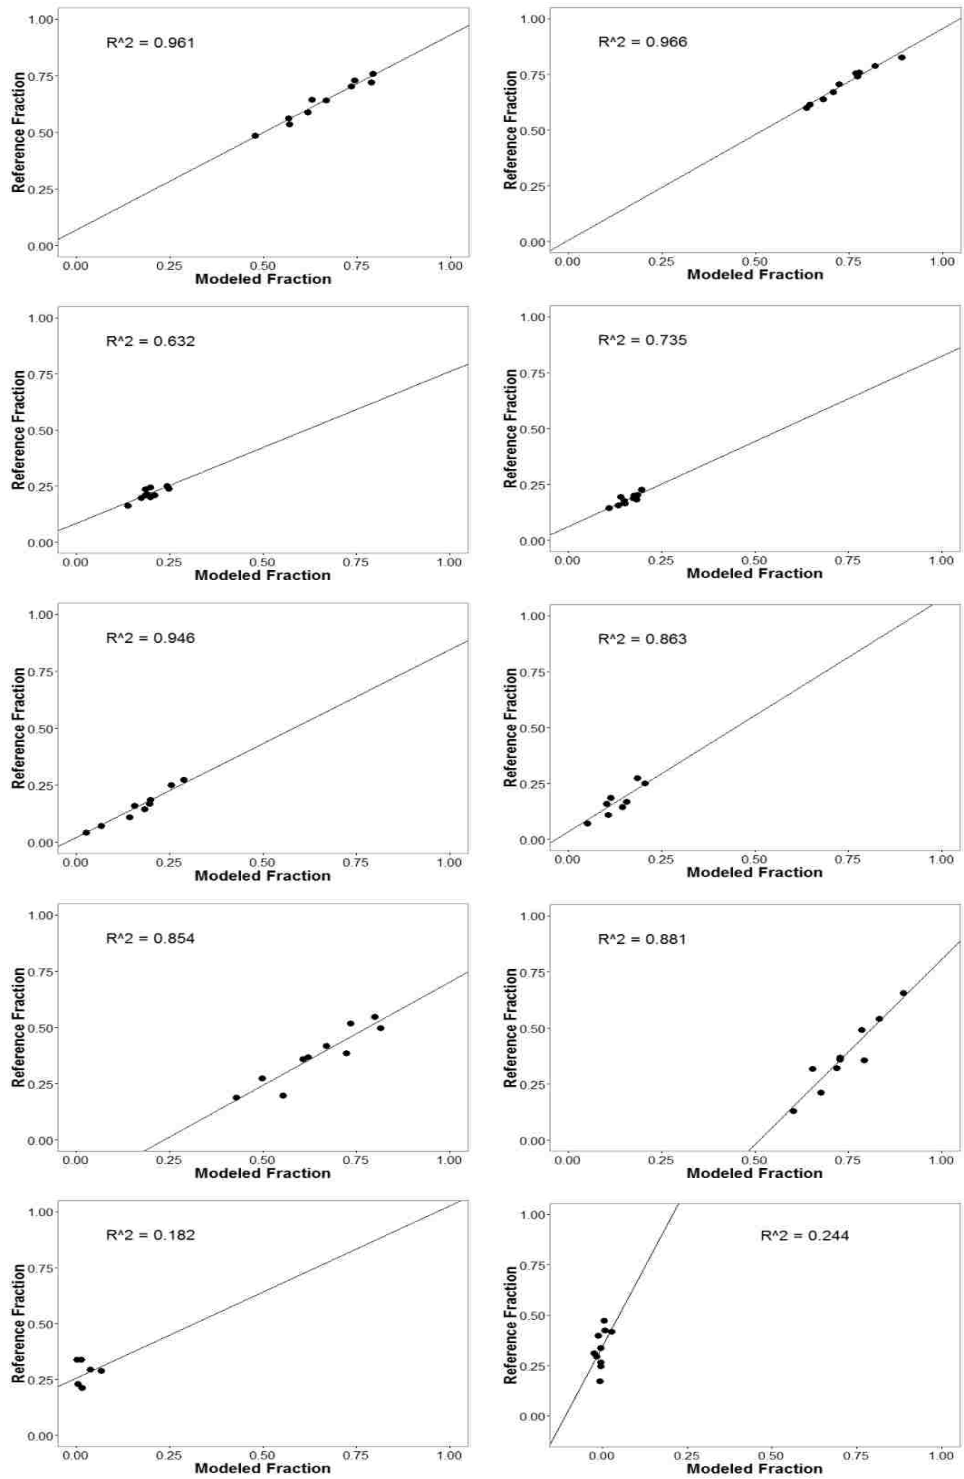 R^2 = 0.961
1.00
0.75
0.50
0.25
0.00
Reference Fraction
0.00 0.25 0.50 0.75 1.00
Modeled Fraction
R^2 = 0.966
1.00
0.75
0.50
0.25
0.00
Reference Fraction
0.00 0.25 0.50 0.75 1.00
Modeled Fraction
R^2 = 0.632
1.00
0.75
0.50
0.25
0.00
Reference Fraction
0.00 0.25 0.50 0.75 1.00
Modeled Fraction
R^2 = 0.735
1.00
0.75
0.50
0.25
0.00
Reference Fraction
0.00 0.25 0.50 0.75 1.00
Modeled Fraction
R^2 = 0.946
1.00
0.75
0.50
0.25
0.00
Reference Fraction
0.00 0.25 0.50 0.75 1.00
Modeled Fraction
R^2 = 0.863
1.00
0.75
0.50
0.25
0.00
Reference Fraction
0.00 0.25 0.50 0.75 1.00
Modeled Fraction
R^2 = 0.854
1.00
0.75
0.50
0.25
0.00
Reference Fraction
0.00 0.25 0.50 0.75 1.00
Modeled Fraction
R^2 = 0.881
1.00
0.75
0.50
0.25
0.00
Reference Fraction
0.00 0.25 0.50 0.75 1.00
Modeled Fraction
R^2 = 0.182
1.00
0.75
0.50
0.25
0.00
Reference Fraction
0.00 0.25 0.50 0.75 1.00
Modeled Fraction
R^2 = 0.244
1.00
0.75
0.50
0.25
0.00
Reference Fraction
0.00 0.25 0.50 0.75 1.00
Modeled Fraction